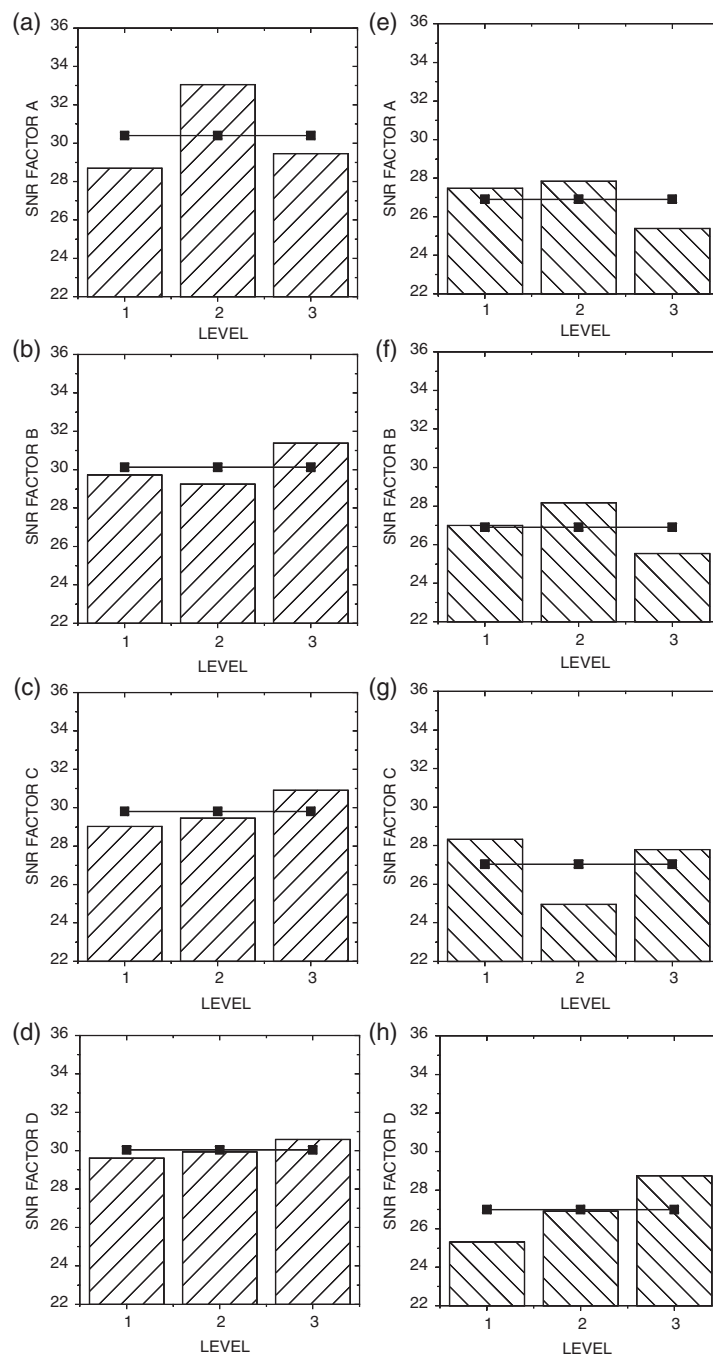 (a)
SNR FACTOR A
36
34
32
30
28
26
24
22
1 2 3
LEVEL
(e)
SNR FACTOR A
36
34
32
30
28
26
24
22
1 2 3
LEVEL
(b)
SNR FACTOR B
36
34
32
30
28
26
24
22
1 2 3
LEVEL
(f)
SNR FACTOR B
36
34
32
30
28
26
24
22
1 2 3
LEVEL
(c)
SNR FACTOR C
36
34
32
30
28
26
24
22
1 2 3
LEVEL
(g)
SNR FACTOR C
36
34
32
30
28
26
24
22
1 2 3
LEVEL
(d)
SNR FACTOR D
36
34
32
30
28
26
24
22
1 2 3
LEVEL
(h)
SNR FACTOR D
36
34
32
30
28
26
24
22
1 2 3
LEVEL